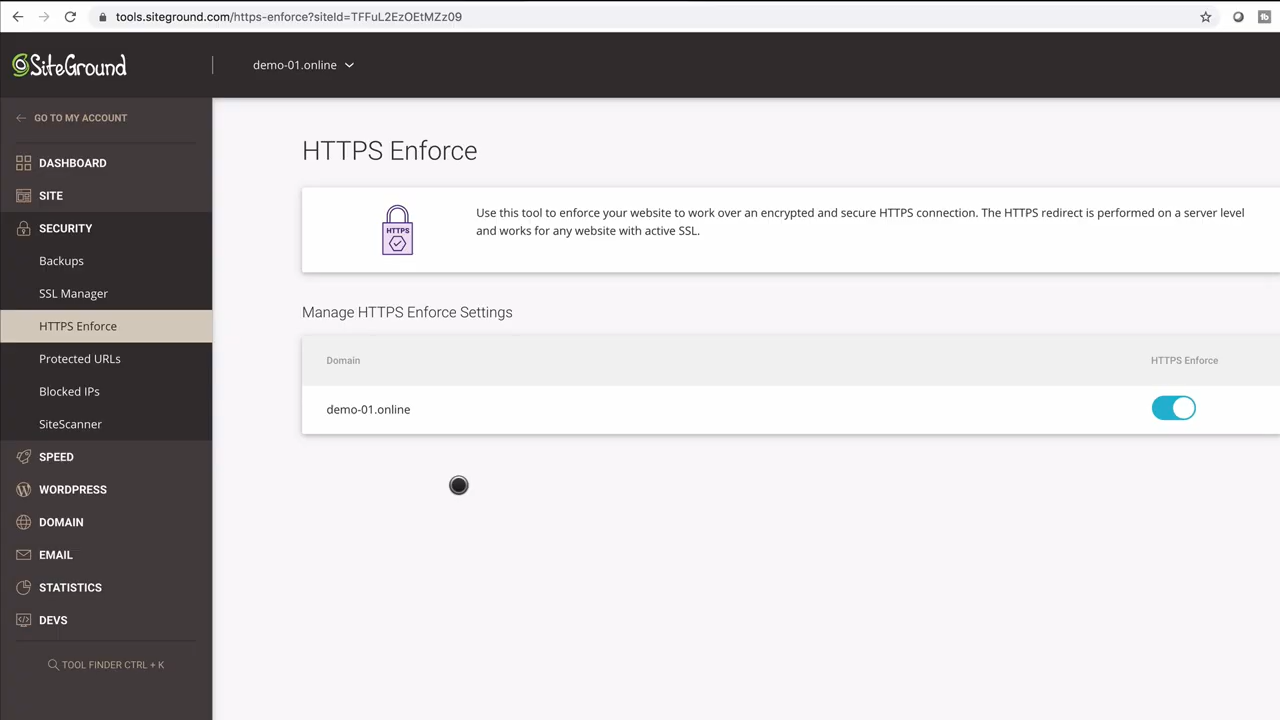 tools.siteground.com/https-enforce?siteId=TFFuL2EzOEtMZz09
SiteGround
demo-01.online
GO TO MY ACCOUNT
DASHBOARD
SITE
SECURITY
Backups
SSL Manager
HTTPS Enforce
Protected URLs
Blocked IPs
SiteScanner
SPEED
WORDPRESS
DOMAIN
EMAIL
STATISTICS
DEVS
TOOL FINDER CTRL + K
HTTPS Enforce
HTTPS
Use this tool to enforce your website to work over an encrypted and secure HTTPS connection. The HTTPS redirect is performed on a server level
and works for any website with active SSL.
Manage HTTPS Enforce Settings
Domain HTTPS Enforce
demo-01.online